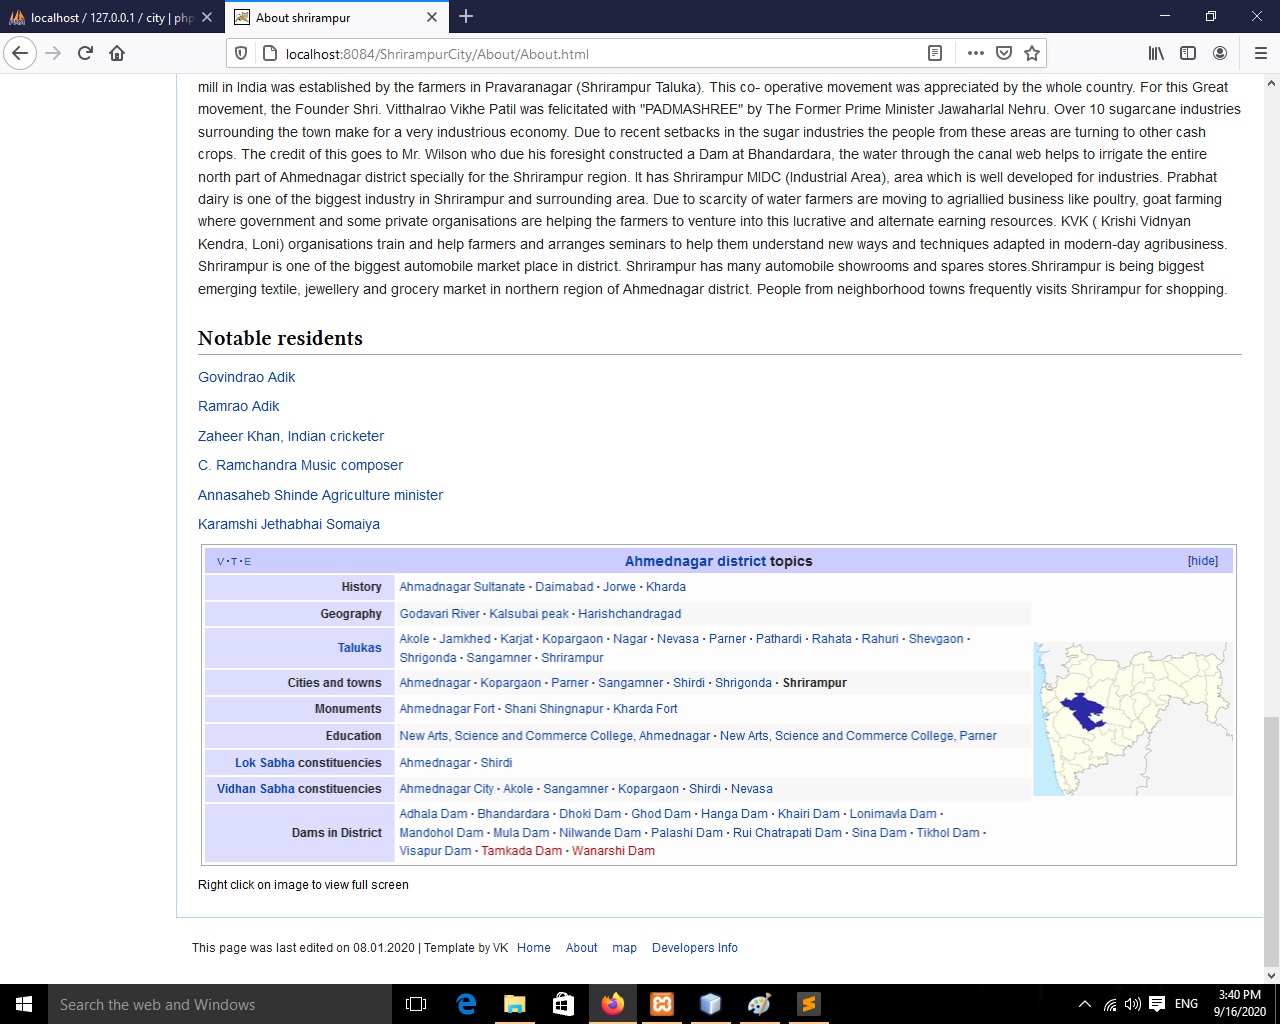 localhost / 127.0.0.1 / city | php
About shrirampur
localhost:8084/ShrirampurCity/About/About.html
mill in India was established by the farmers in Pravaranagar (Shrirampur Taluka). This co- operative movement was appreciated by the whole country. For this Great
movement, the Founder Shri. Vitthalrao Vikhe Patil was felicitated with "PADMASHREE" by The Former Prime Minister Jawaharlal Nehru. Over 10 sugarcane industries
surrounding the town make for a very industrious economy. Due to recent setbacks in the sugar industries the people from these areas are turning to other cash
crops. The credit of this goes to Mr. Wilson who due his foresight constructed a Dam at Bhandardara, the water through the canal web helps to irrigate the entire
north part of Ahmednagar district specially for the Shrirampur region. It has Shrirampur MIDC (Industrial Area), area which is well developed for industries. Prabhat
dairy is one of the biggest industry in Shrirampur and surrounding area. Due to scarcity of water farmers are moving to agriallied business like poultry, goat farming
where government and some private organisations are helping the farmers to venture into this lucrative and alternate earning resources. KVK ( Krishi Vidnyan
Kendra, Loni) organisations train and help farmers and arranges seminars to help them understand new ways and techniques adapted in modern-day agribusiness.
Shrirampur is one of the biggest automobile market place in district. Shrirampur has many automobile showrooms and spares stores.Shrirampur is being biggest
emerging textile, jewellery and grocery market in northern region of Ahmednagar district. People from neighborhood towns frequently visits Shrirampur for shopping.
Notable residents
Govindrao Adik
Ramrao Adik
Zaheer Khan, Indian cricketer
C. Ramchandra Music composer
Annasaheb Shinde Agriculture minister
Karamshi Jethabhai Somaiya
V · T · E Ahmednagar district topics [hide]
History Ahmadnagar Sultanate · Daimabad · Jorwe · Kharda
Geography Godavari River · Kalsubai peak · Harishchandragad
Talukas Akole · Jamkhed · Karjat · Kopargaon · Nagar · Nevasa · Parner · Pathardi · Rahata · Rahuri · Shevgaon ·
Shrigonda · Sangamner · Shrirampur
Cities and towns Ahmednagar · Kopargaon · Parner · Sangamner · Shirdi · Shrigonda · Shrirampur
Monuments Ahmednagar Fort · Shani Shingnapur · Kharda Fort
Education New Arts, Science and Commerce College, Ahmednagar · New Arts, Science and Commerce College, Parner
Lok Sabha constituencies Ahmednagar · Shirdi
Vidhan Sabha constituencies Ahmednagar City · Akole · Sangamner · Kopargaon · Shirdi · Nevasa
Dams in District Adhala Dam · Bhandardara · Dhoki Dam · Ghod Dam · Hanga Dam · Khairi Dam · Lonimavla Dam ·
Mandohol Dam · Mula Dam · Nilwande Dam · Palashi Dam · Rui Chatrapati Dam · Sina Dam · Tikhol Dam ·
Visapur Dam · Tamkada Dam · Wanarshi Dam
Right click on image to view full screen
This page was last edited on 08.01.2020 | Template by VK Home About map Developers Info
Search the web and Windows
ENG
3:40 PM
9/16/2020